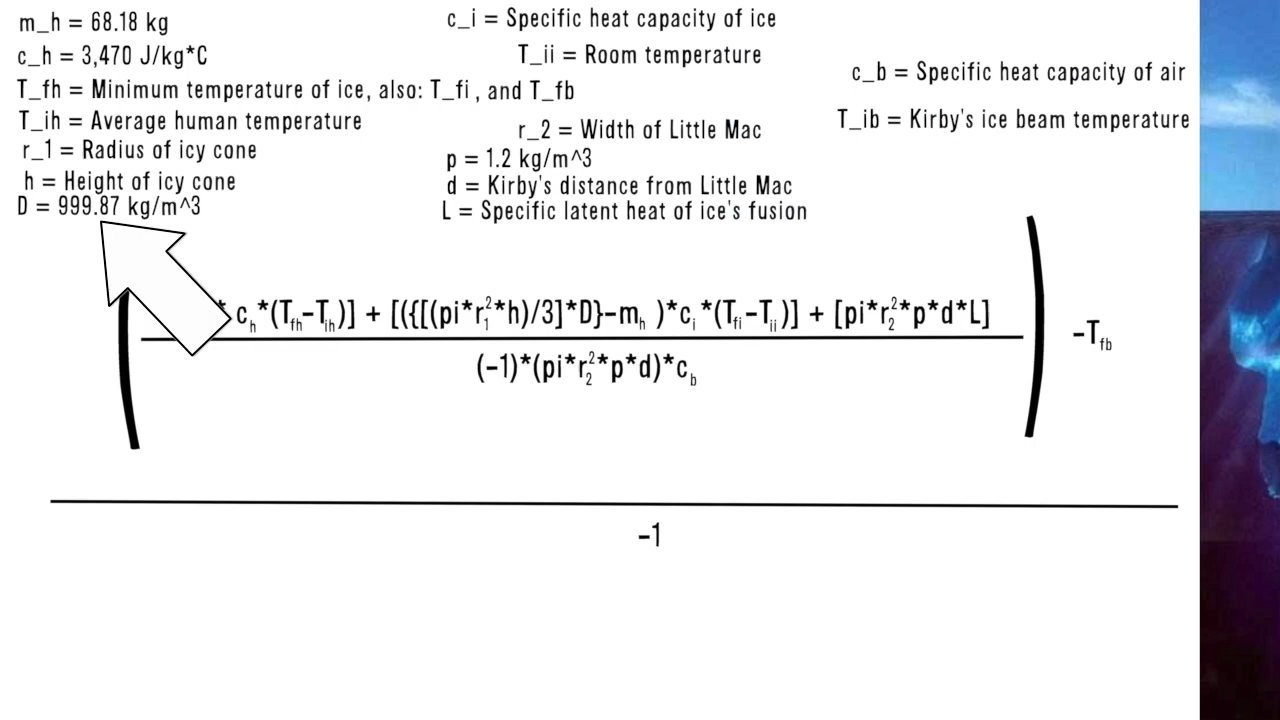 m_h = 68.18 kg
c_h = 3,470 J/kg*C
T_fh = Minimum temperature of ice, also: T_fi , and T_fb
T_ih = Average human temperature
r_1 = Radius of icy cone
h = Height of icy cone
D = 999.87 kg/m^3
c_i = Specific heat capacity of ice
T_ii = Room temperature
r_2 = Width of Little Mac
p = 1.2 kg/m^3
d = Kirby's distance from Little Mac
L = Specific latent heat of ice's fusion
c_b = Specific heat capacity of air
T_ib = Kirby's ice beam temperature
* c_h*(T_fh-T_ih)] + [({[(pi*r_1^2*h)/3]*D}-m_h )*c_i*(T_fi-T_ii)] + [pi*r_2^2*p*d*L]
(-1)*(pi*r_2^2*p*d)*c_b
-T_fb
-1